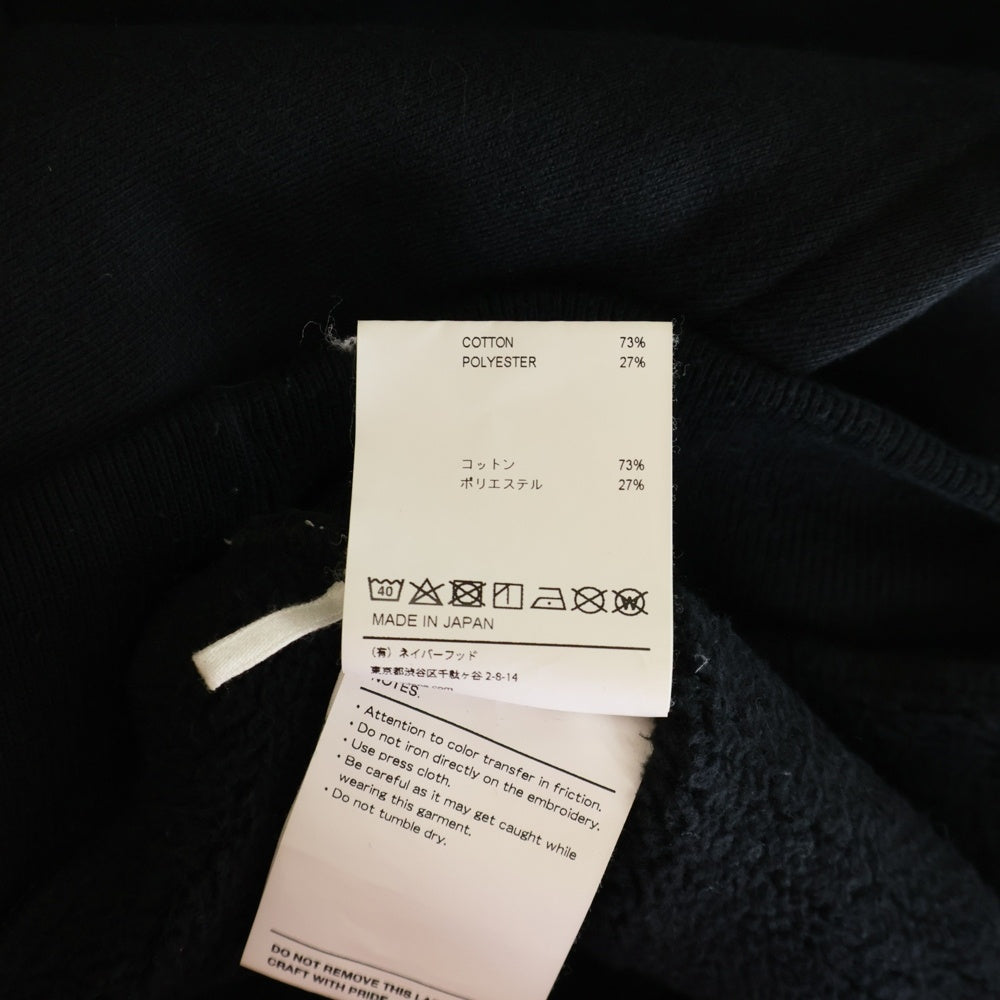 COTTON 73%
POLYESTER 27%
コットン 73%
ポリエステル 27%
40
W
MADE IN JAPAN
(有) ネイバーフッド
東京都渋谷区千駄ヶ谷 2-8-14
NOTES.
・Attention to color transfer in friction.
・Do not iron directly on the embroidery.
・Use press cloth.
・Be careful as it may get caught while
wearing this garment.
・Do not tumble dry.
DO NOT REMOVE THIS
CRAFT WITH PRIDE